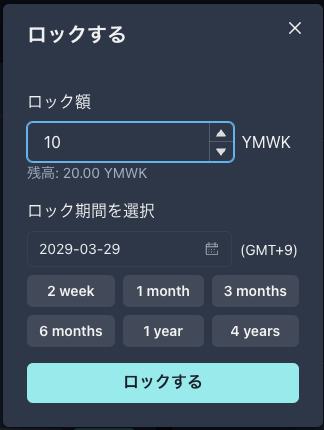 ロックする
ロック額
10 YMWK
残高: 20.00 YMWK
ロック期間を選択
2029-03-29 (GMT+9)
2 week 1 month 3 months
6 months 1 year 4 years
ロックする